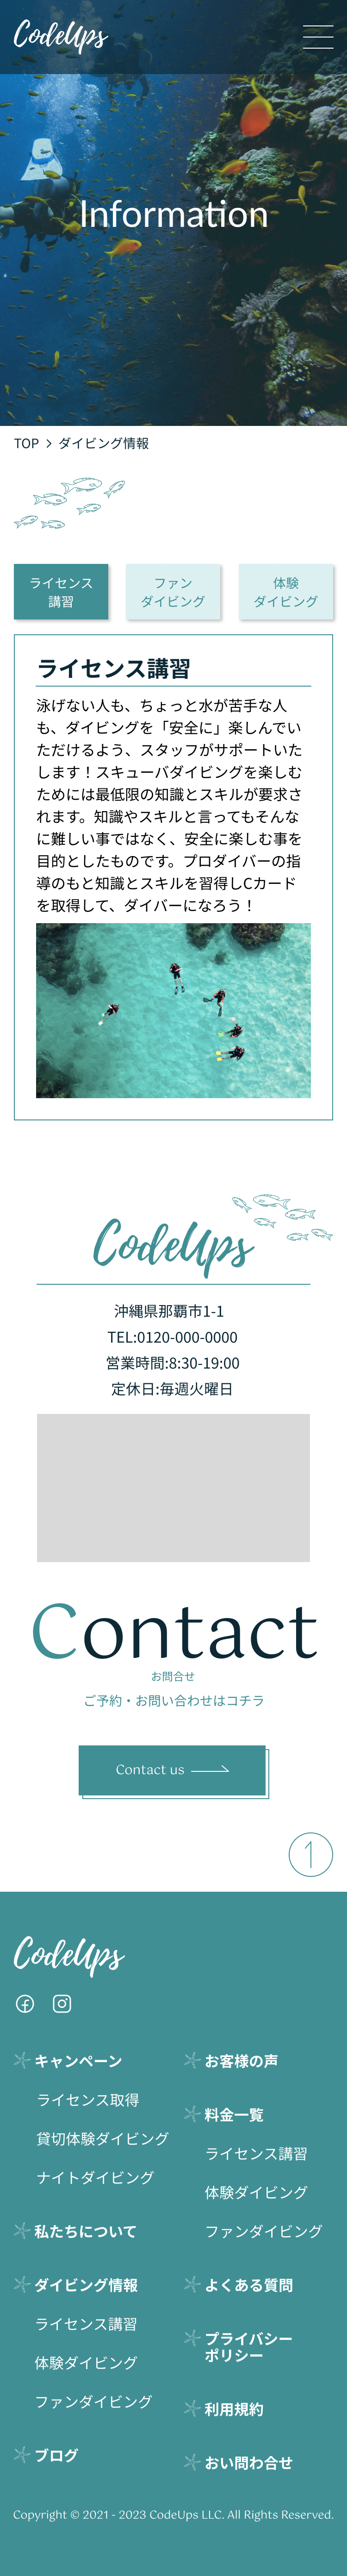 CodeUps
Information
TOP > ダイビング情報
ライセンス
講習
ファン
ダイビング
体験
ダイビング
ライセンス講習
泳げない人も、ちょっと水が苦手な人
も、ダイビングを「安全に」楽しんでい
ただけるよう、スタッフがサポートいた
します！スキューバダイビングを楽しむ
ためには最低限の知識とスキルが要求さ
れます。知識やスキルと言ってもそんな
に難しい事ではなく、安全に楽しむ事を
目的としたものです。プロダイバーの指
導のもと知識とスキルを習得しCカード
を取得して、ダイバーになろう！
CodeUps
沖縄県那覇市1-1
TEL:0120-000-0000
営業時間:8:30-19:00
定休日:毎週火曜日
Contact
お問合せ
ご予約・お問い合わせはコチラ
Contact us
CodeUps
キャンペーン
ライセンス取得
貸切体験ダイビング
ナイトダイビング
私たちについて
ダイビング情報
ライセンス講習
体験ダイビング
ファンダイビング
ブログ
お客様の声
料金一覧
ライセンス講習
体験ダイビング
ファンダイビング
よくある質問
プライバシー
ポリシー
利用規約
おい問わ合せ
Copyright © 2021 - 2023 CodeUps LLC. All Rights Reserved.